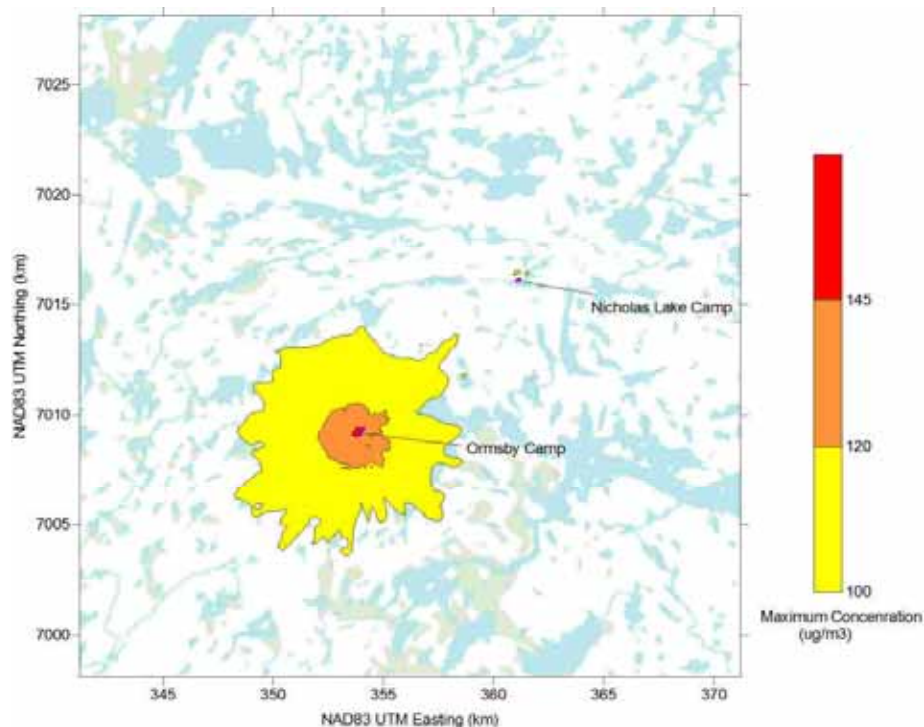 7025
7020
7015
7010
7005
7000
NAD83 UTM Northing (km)
Nicholas Lake Camp
Ormsby Camp
345
350
355
360
365
370
NAD83 UTM Easting (km)
145
120
100
Maximum Concenration
(ug/m3)